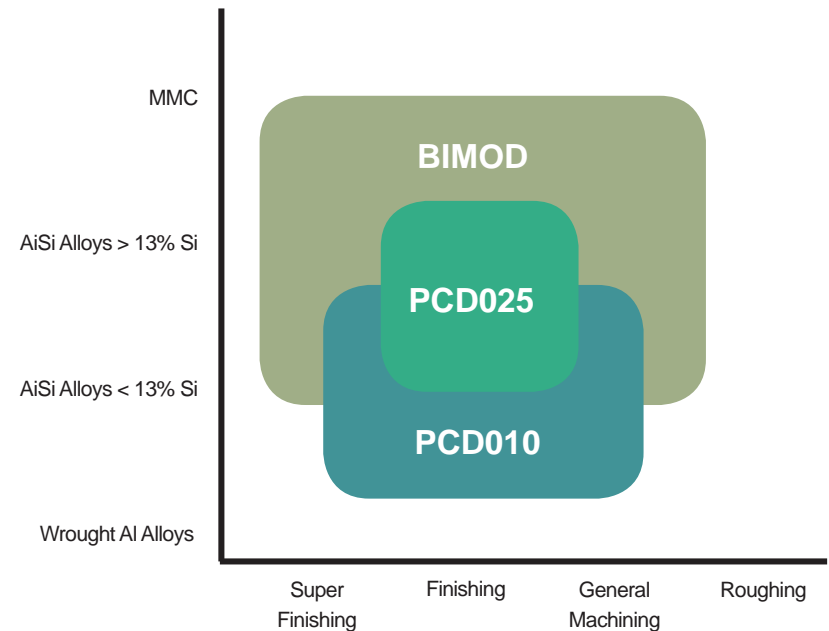 MMC
BIMOD
AiSi Alloys > 13% Si
PCD025
AiSi Alloys < 13% Si
PCD010
Wrought Al Alloys
Super
Finishing
Finishing
General
Machining
Roughing